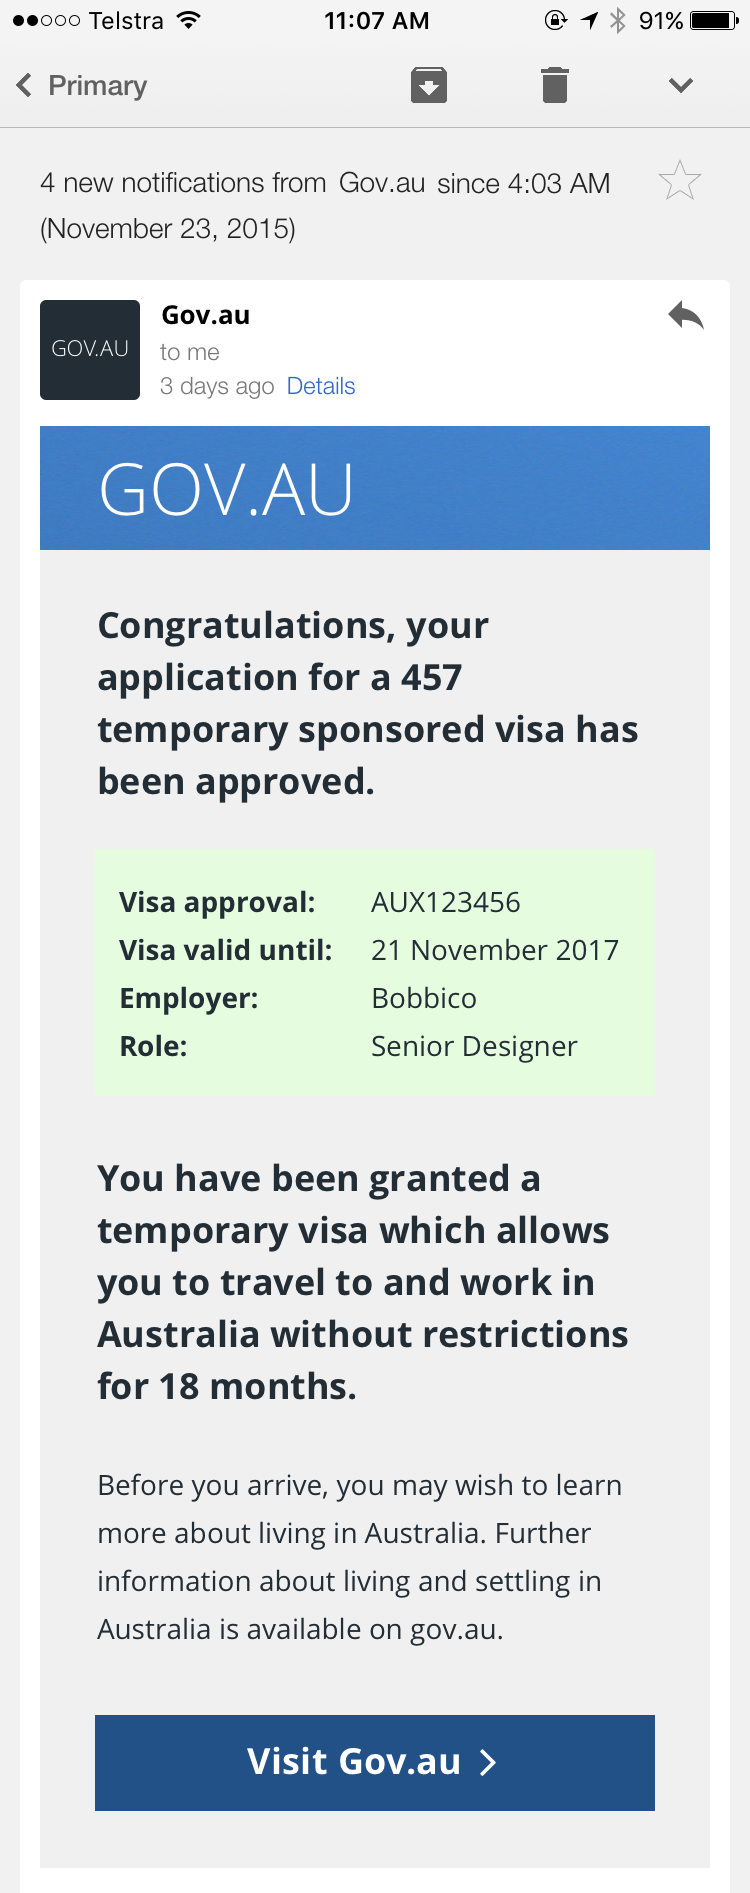 Telstra 11:07 AM 91%
Primary
4 new notifications from Gov.au since 4:03 AM
(November 23, 2015)
GOV.AU
Gov.au
to me
3 days ago Details
GOV.AU
Congratulations, your
application for a 457
temporary sponsored visa has
been approved.
Visa approval: AUX123456
Visa valid until: 21 November 2017
Employer: Bobbico
Role: Senior Designer
You have been granted a
temporary visa which allows
you to travel to and work in
Australia without restrictions
for 18 months.
Before you arrive, you may wish to learn
more about living in Australia. Further
information about living and settling in
Australia is available on gov.au.
Visit Gov.au